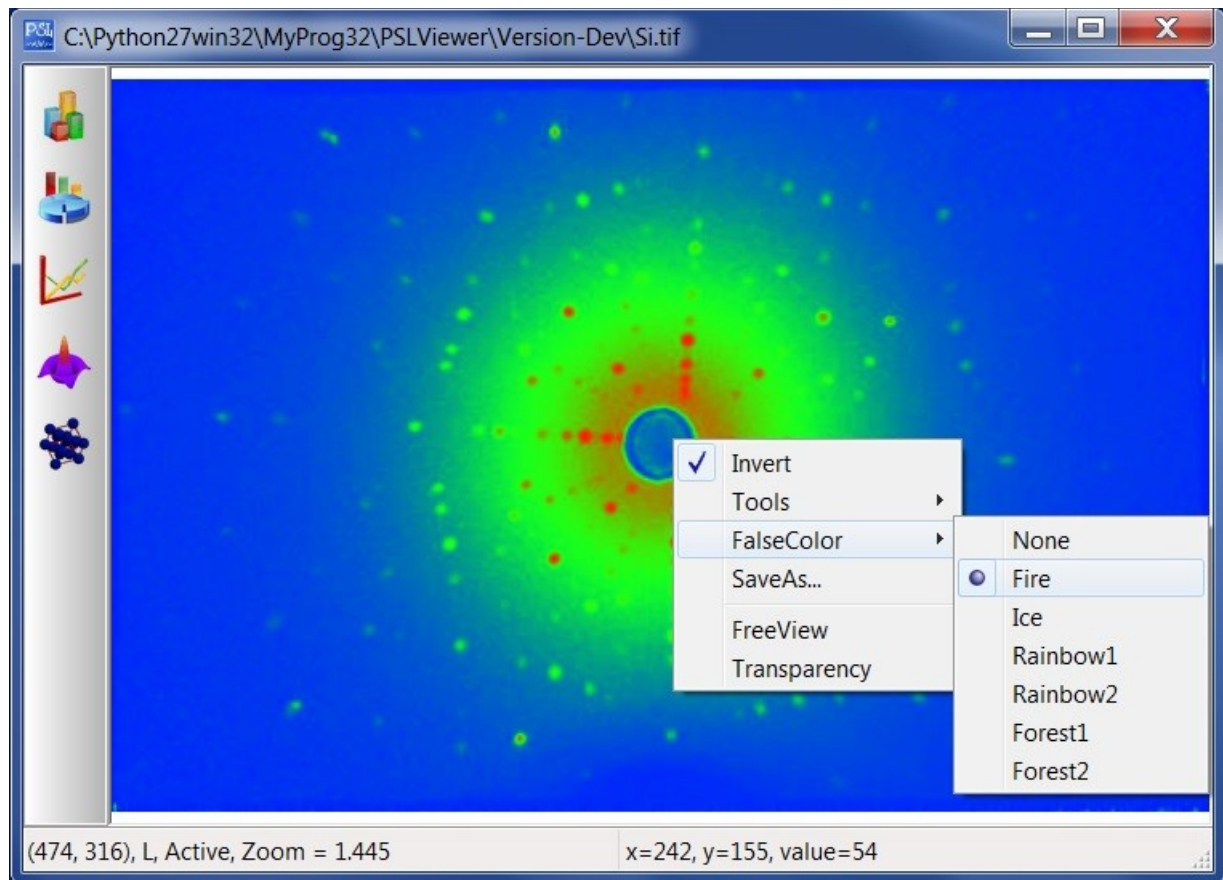 PSL
C:\Python27win32\MyProg32\PSLViewer\Version-Dev\Si.tif
Invert
Tools
FalseColor
SaveAs...
FreeView
Transparency
None
Fire
Ice
Rainbow1
Rainbow2
Forest1
Forest2
(474, 316), L, Active, Zoom = 1.445
x=242, y=155, value=54